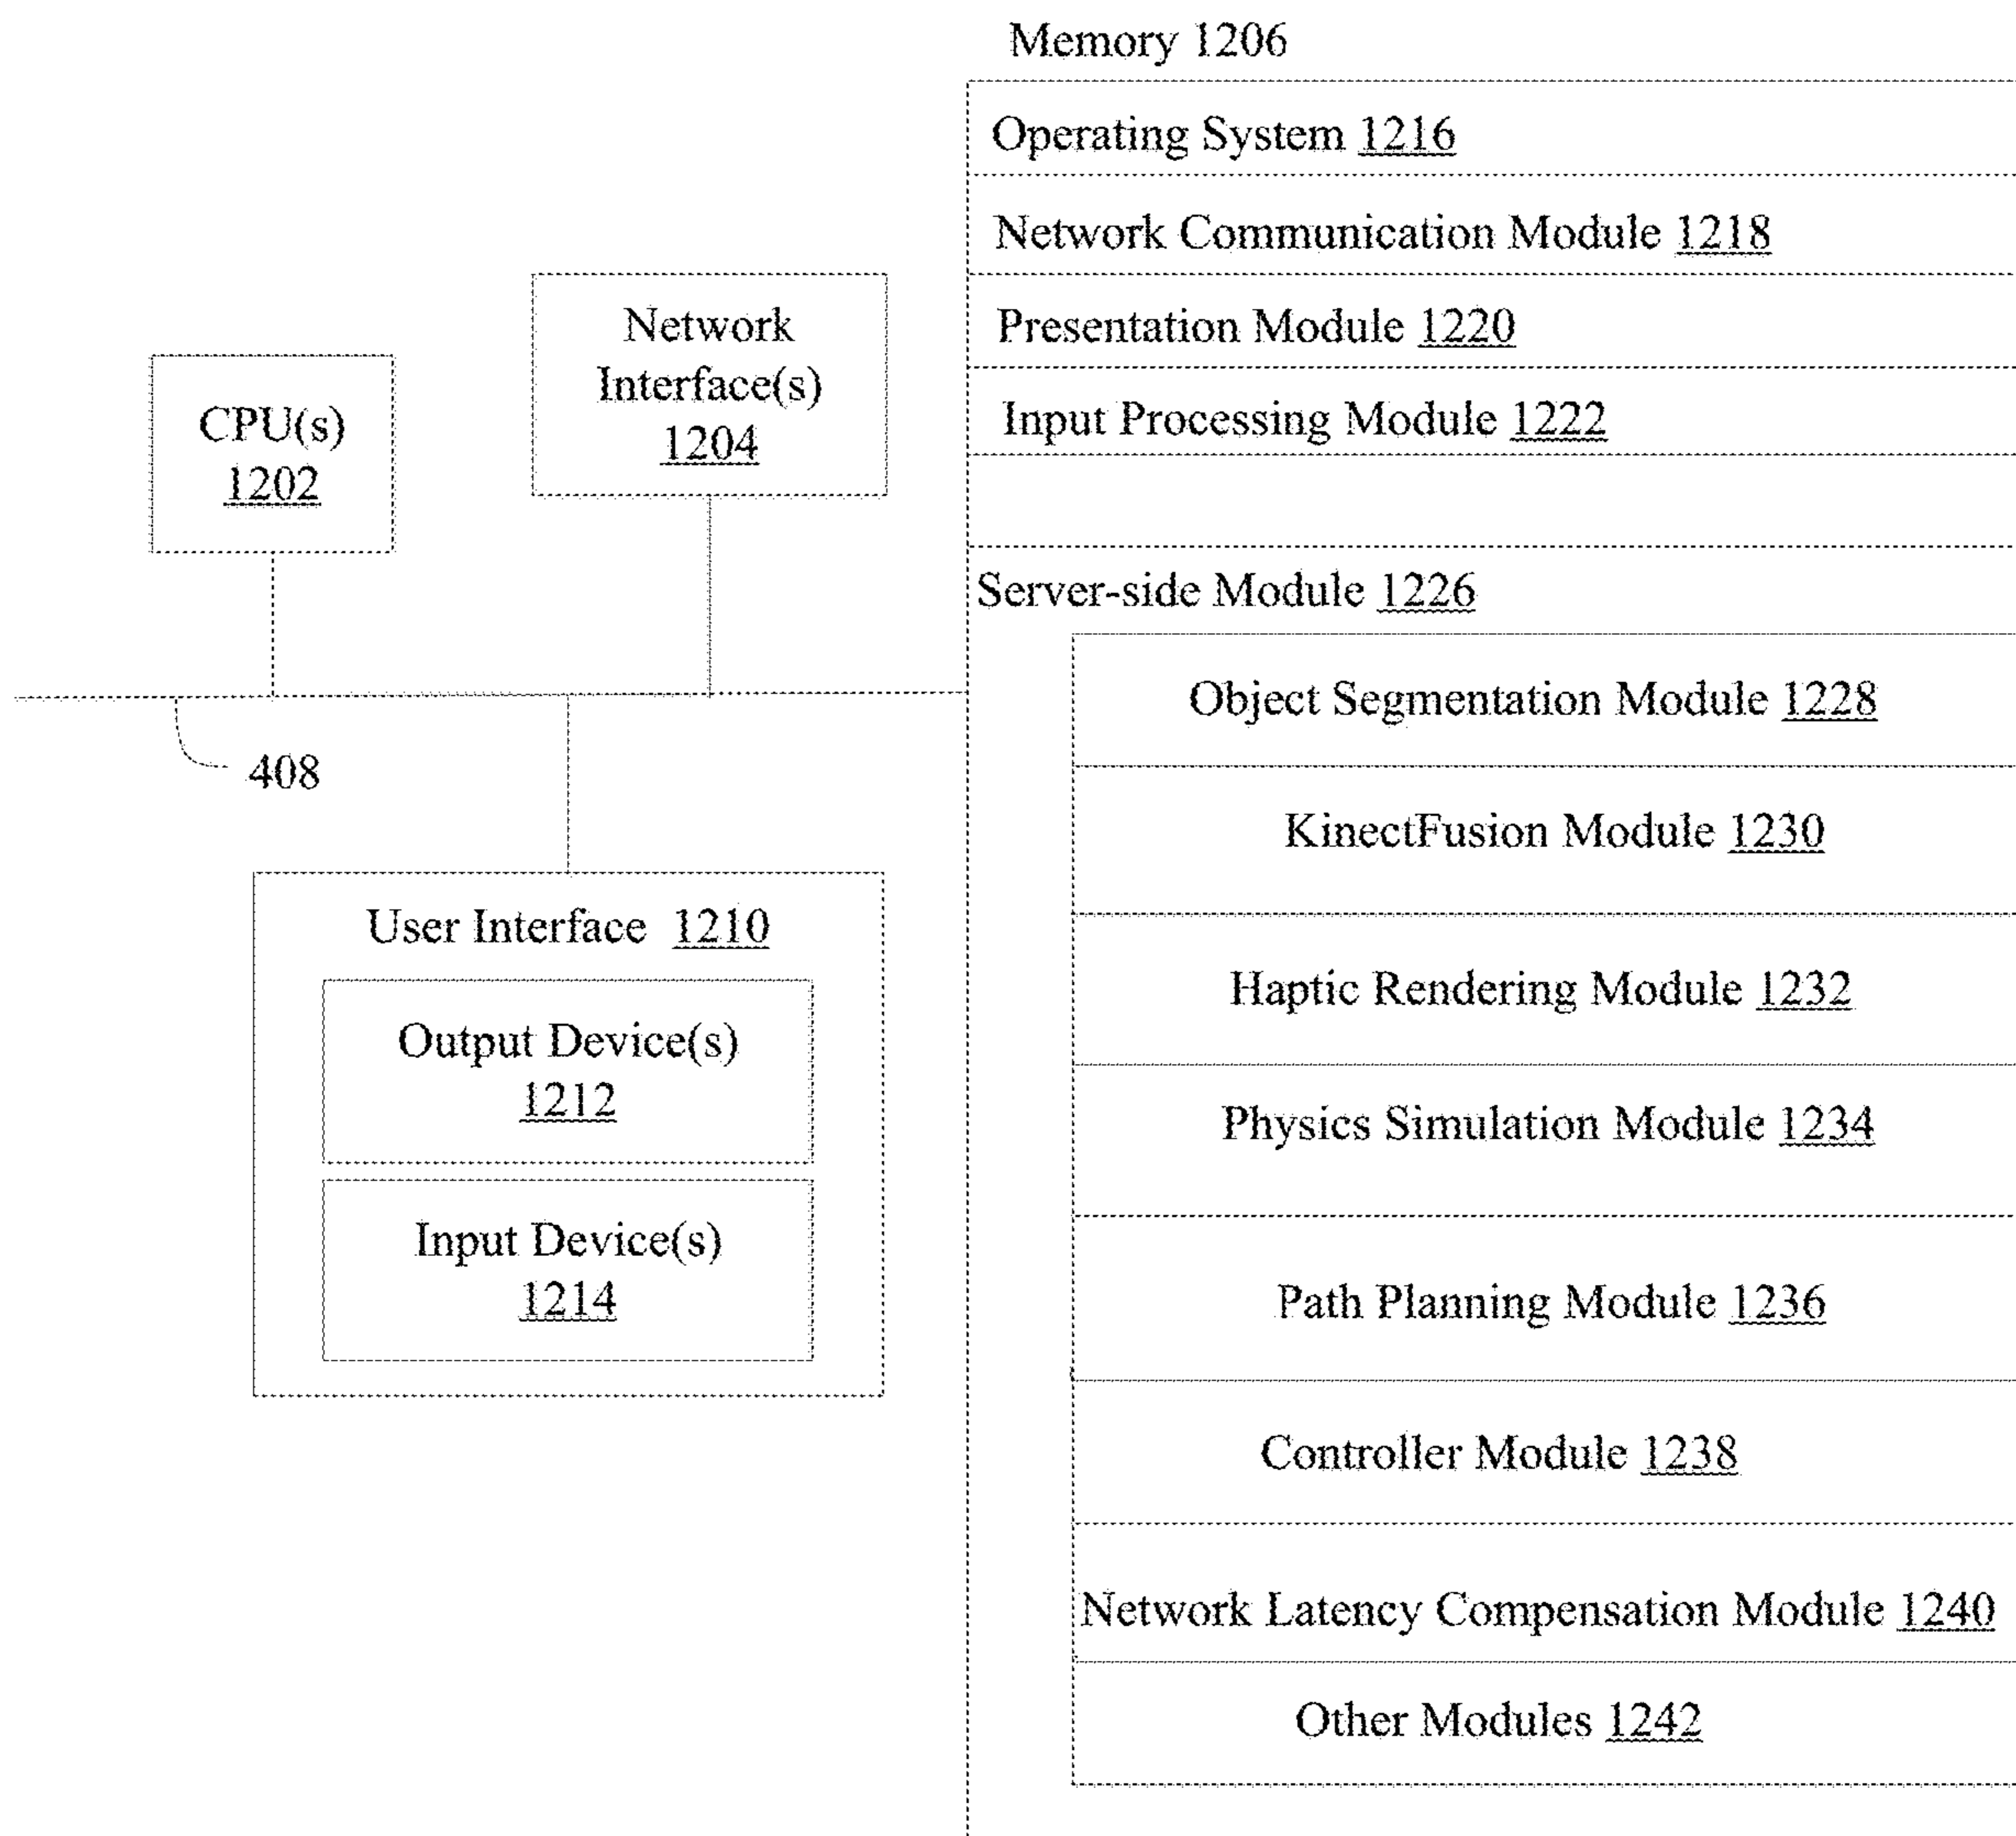 Memory 1206
Operating System 1216
Network Communication Module 1218
Presentation Module 1220
Input Processing Module 1222
Server-side Module 1226
Object Segmentation Module 1228
KinectFusion Module 1230
Haptic Rendering Module 1232
Physics Simulation Module 1234
Path Planning Module 1236
Controller Module 1238
Network Latency Compensation Module 1240
Other Modules 1242
CPU(s)
1202
Network
Interface(s)
1204
408
User Interface 1210
Output Device(s)
1212
Input Device(s)
1214